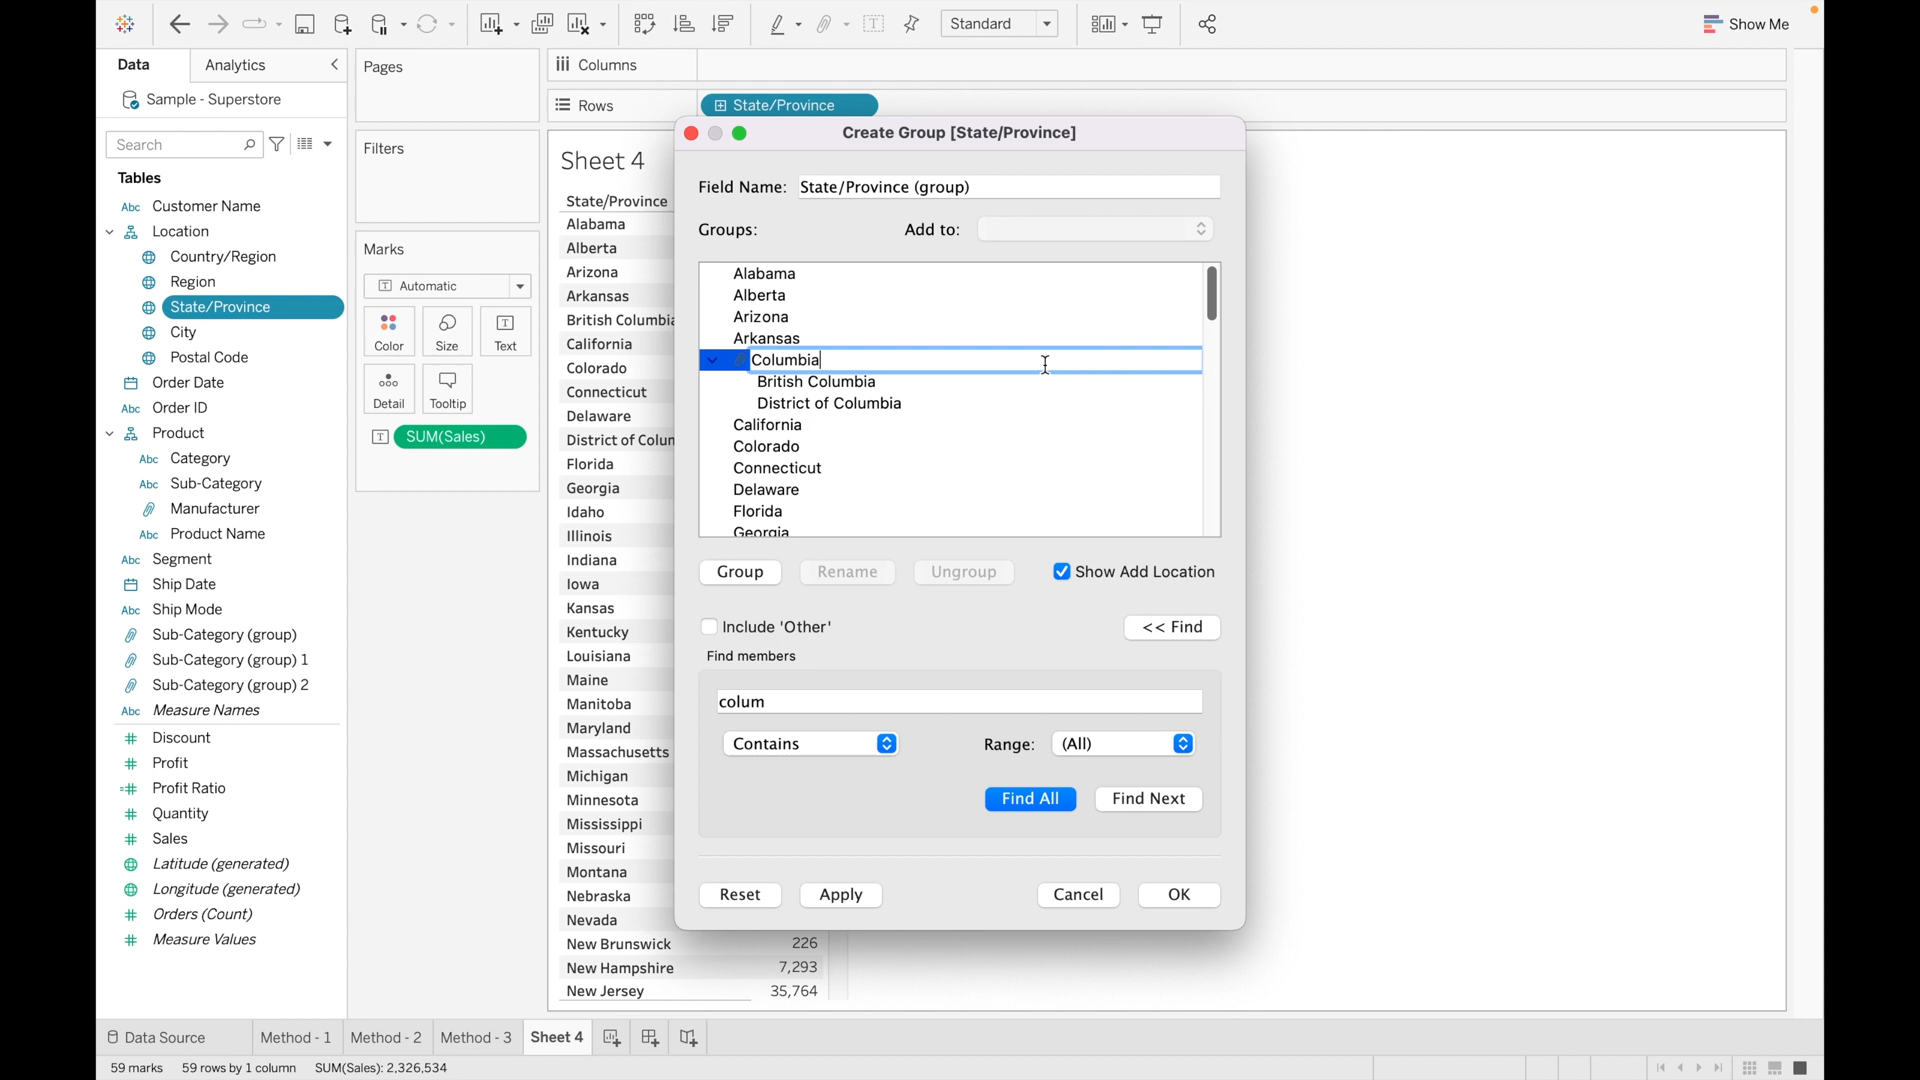 Standard
Show Me
Data
Analytics
Sample - Superstore
Search
Tables
Abc Customer Name
Location
Country/Region
Region
State/Province
City
Postal Code
Order Date
Abc Order ID
Product
Abc Category
Abc Sub-Category
Manufacturer
Abc Product Name
Abc Segment
Ship Date
Abc Ship Mode
Sub-Category (group)
Sub-Category (group) 1
Sub-Category (group) 2
Abc Measure Names
# Discount
# Profit
=# Profit Ratio
# Quantity
# Sales
Latitude (generated)
Longitude (generated)
# Orders (Count)
# Measure Values
Pages
Filters
Marks
Automatic
Color
Size
Text
Detail
Tooltip
SUM(Sales)
Columns
Rows
State/Province
Sheet 4
State/Province
Alabama
Alberta
Arizona
Arkansas
British Columbia
California
Colorado
Connecticut
Delaware
District of Colun
Florida
Georgia
Idaho
Illinois
Indiana
Iowa
Kansas
Kentucky
Louisiana
Maine
Manitoba
Maryland
Massachusetts
Michigan
Minnesota
Mississippi
Missouri
Montana
Nebraska
Nevada
New Brunswick 226
New Hampshire 7,293
New Jersey 35,764
Create Group [State/Province]
Field Name: State/Province (group)
Groups:
Add to:
Alabama
Alberta
Arizona
Arkansas
Columbia
British Columbia
District of Columbia
California
Colorado
Connecticut
Delaware
Florida
Georgia
Group
Rename
Ungroup
Show Add Location
Include 'Other'
<< Find
Find members
colum
Contains
Range: (All)
Find All
Find Next
Reset
Apply
Cancel
OK
Data Source
Method - 1
Method - 2
Method - 3
Sheet 4
59 marks
59 rows by 1 column
SUM(Sales): 2,326,534